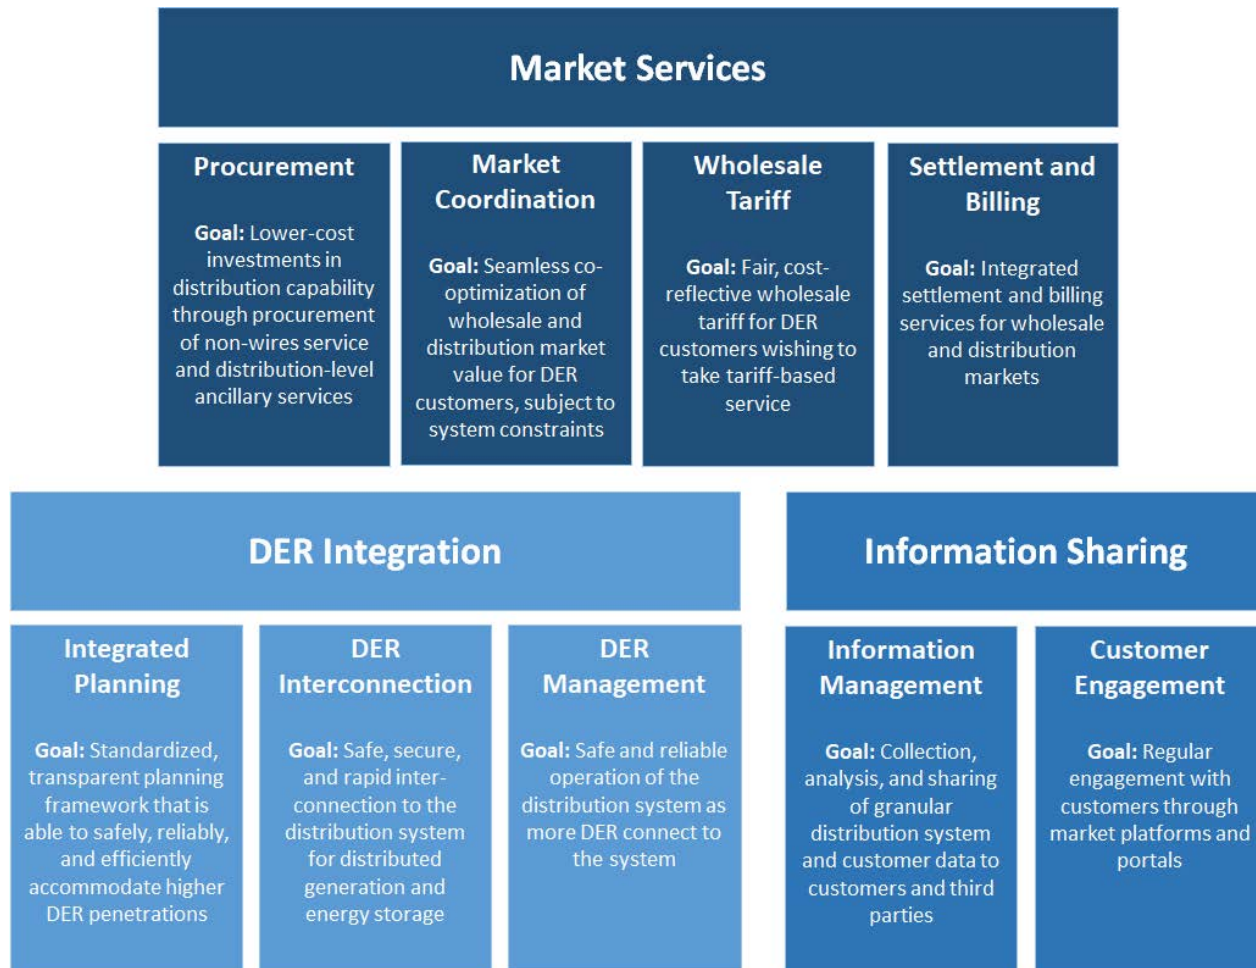 Market Services
Procurement
Goal: Lower-cost
investments in
distribution capability
through procurement
of non-wires service
and distribution-level
ancillary services
Market
Coordination
Goal: Seamless co-
optimization of
wholesale and
distribution market
value for DER
customers, subject to
system constraints
Wholesale
Tariff
Goal: Fair, cost-
reflective wholesale
tariff for DER
customers wishing to
take tariff-based
service
Settlement and
Billing
Goal: Integrated
settlement and billing
services for wholesale
and distribution
markets
DER Integration
Integrated
Planning
Goal: Standardized,
transparent planning
framework that is
able to safely, reliably,
and efficiently
accommodate higher
DER penetrations
DER
Interconnection
Goal: Safe, secure,
and rapid inter-
connection to the
distribution system
for distributed
generation and
energy storage
DER
Management
Goal: Safe and reliable
operation of the
distribution system as
more DER connect to
the system
Information Sharing
Information
Management
Goal: Collection,
analysis, and sharing
of granular
distribution system
and customer data to
customers and third
parties
Customer
Engagement
Goal: Regular
engagement with
customers through
market platforms and
portals